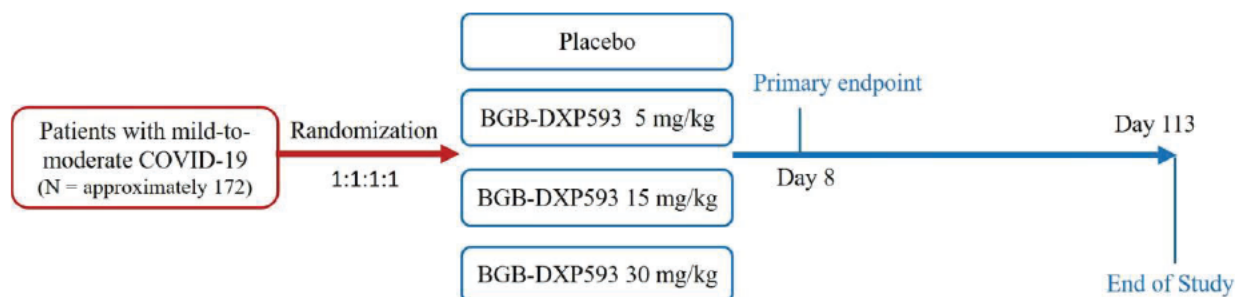 Patients with mild-to-
moderate COVID-19
(N = approximately 172)
Randomization
1:1:1:1
Placebo
BGB-DXP593 5 mg/kg
BGB-DXP593 15 mg/kg
BGB-DXP593 30 mg/kg
Primary endpoint
Day 8
Day 113
End of Study